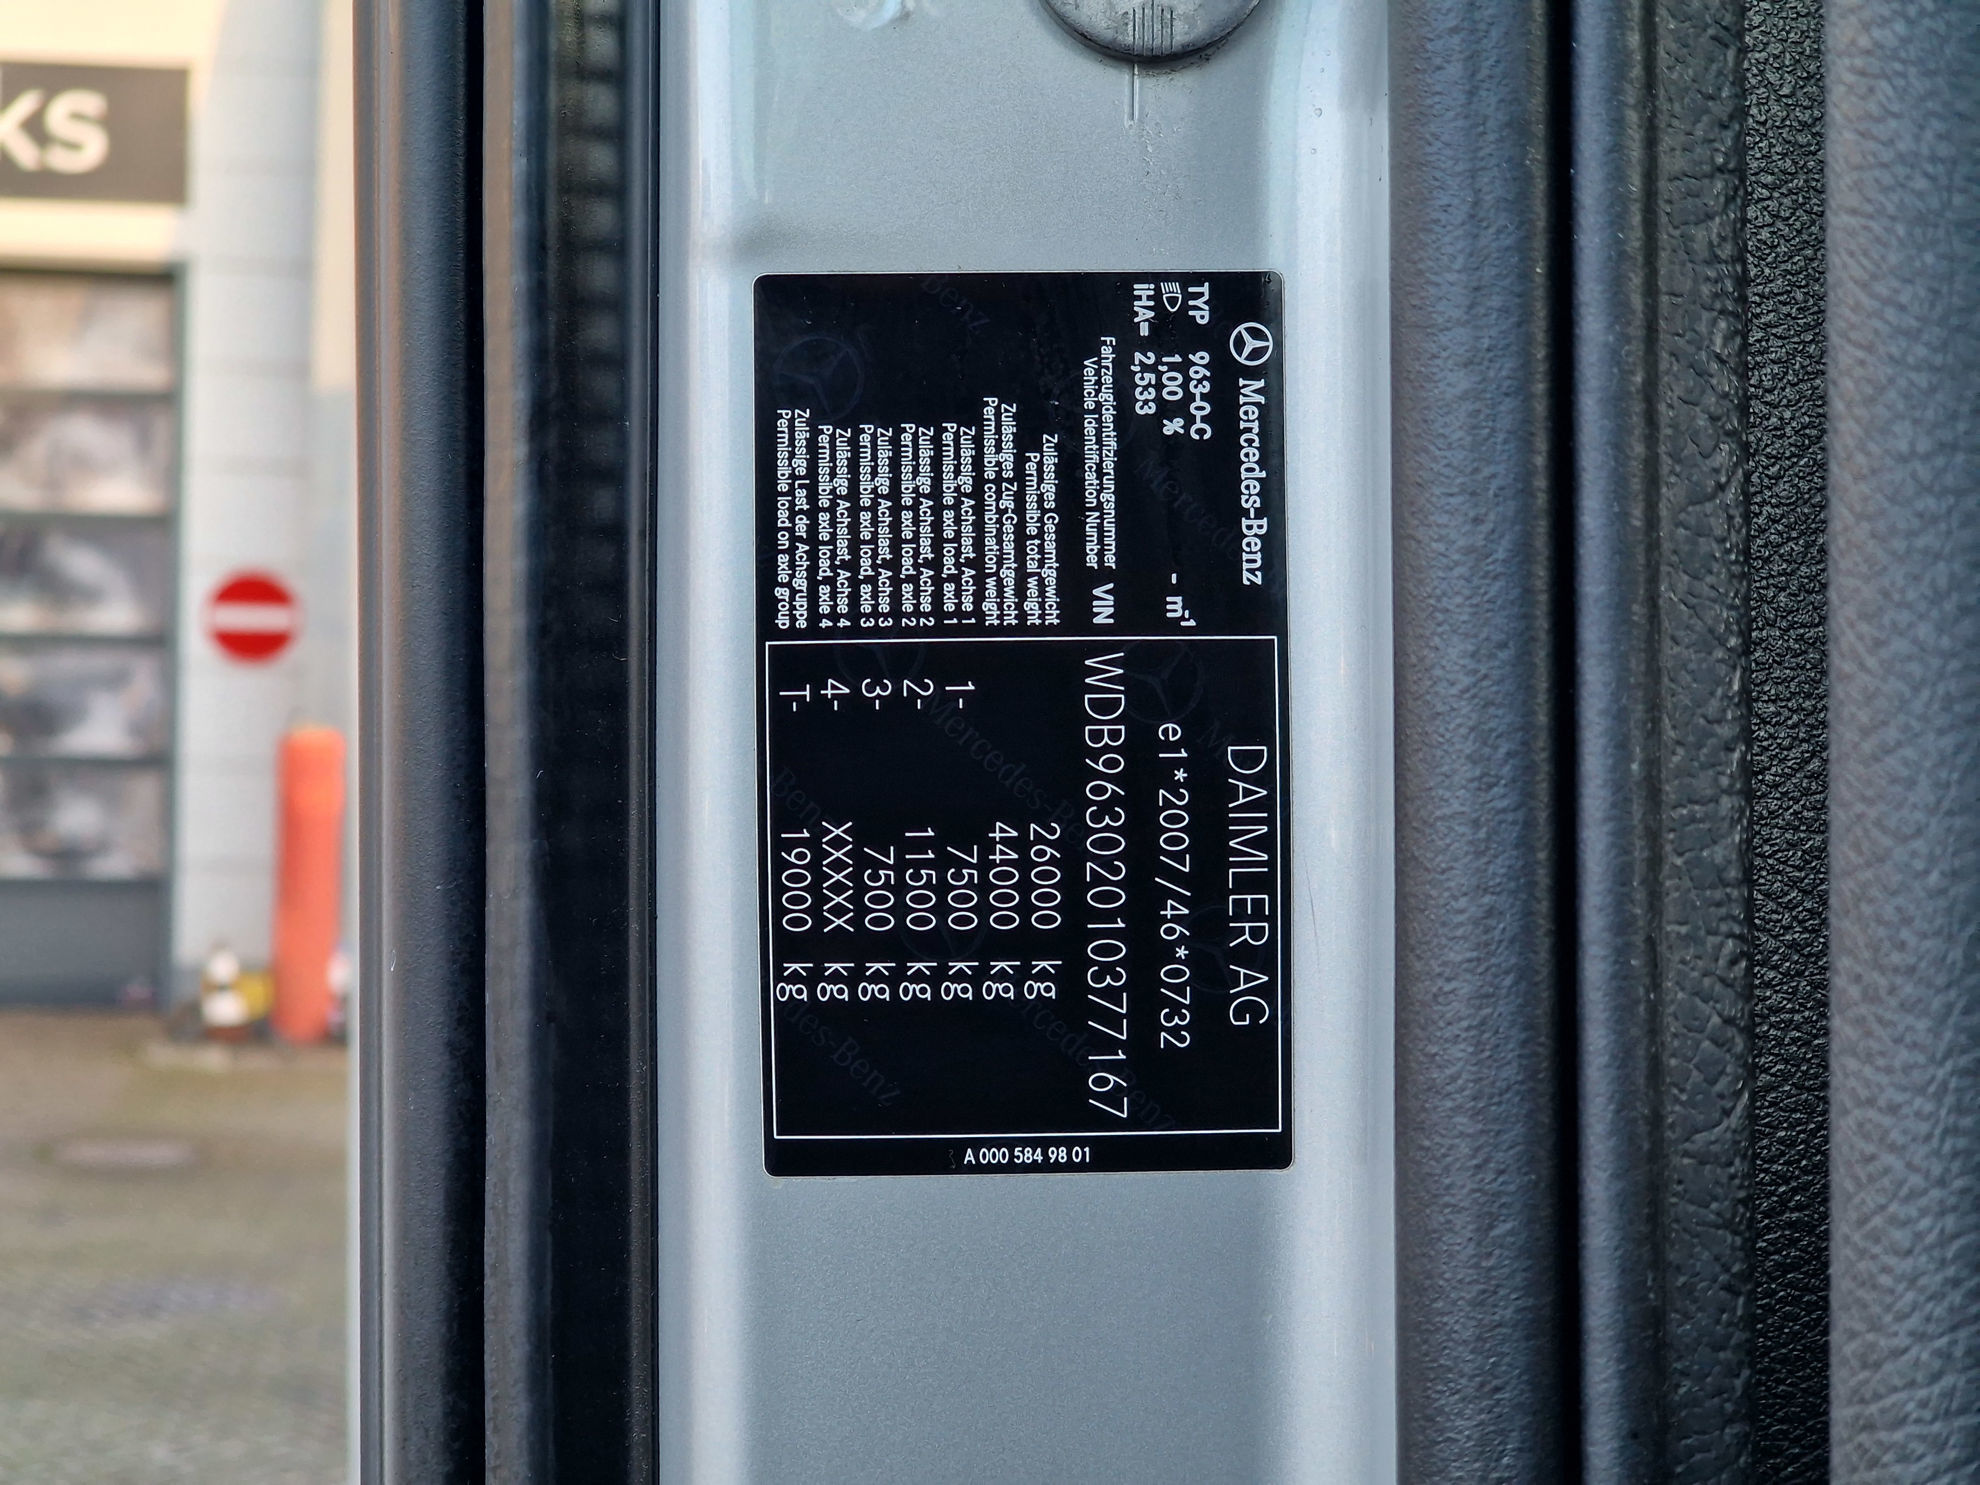 ks
Mercedes-Benz
DAIMLER AG
TYP 963-0-C
1,00 % - m⁻¹
e1*2007/46*0732
iHA= 2,533
Fahrzeugidentifizierungsnummer
Vehicle Identification Number VIN WDB96302010377167
Zulässiges Gesamtgewicht
Permissible total weight 26000 kg
Zulässiges Zug-Gesamtgewicht
Permissible combination weight 44000 kg
Zulässige Achslast, Achse 1
Permissible axle load, axle 1 1- 7500 kg
Zulässige Achslast, Achse 2
Permissible axle load, axle 2 2- 11500 kg
Zulässige Achslast, Achse 3
Permissible axle load, axle 3 3- 7500 kg
Zulässige Achslast, Achse 4
Permissible axle load, axle 4 4- XXXXX kg
Zulässige Last der Achsgruppe
Permissible load on axle group T- 19000 kg
A 000 584 98 01